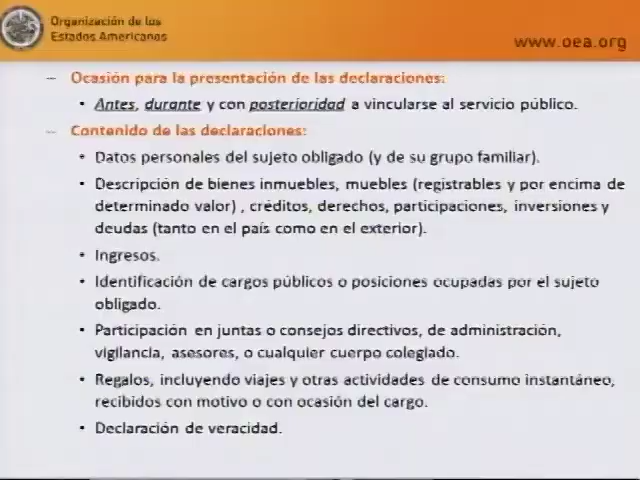 Organización de los
Estados Americanos
www.oea.org
– Ocasión para la presentación de las declaraciones:
• Antes, durante y con posterioridad a vincularse al servicio público.
– Contenido de las declaraciones:
• Datos personales del sujeto obligado (y de su grupo familiar).
• Descripción de bienes inmuebles, muebles (registrables y por encima de
determinado valor) , créditos, derechos, participaciones, inversiones y
deudas (tanto en el país como en el exterior).
• Ingresos.
• Identificación de cargos públicos o posiciones ocupadas por el sujeto
obligado.
• Participación en juntas o consejos directivos, de administración,
vigilancia, asesores, o cualquier cuerpo colegiado.
• Regalos, incluyendo viajes y otras actividades de consumo instantáneo,
recibidos con motivo o con ocasión del cargo.
• Declaración de veracidad.